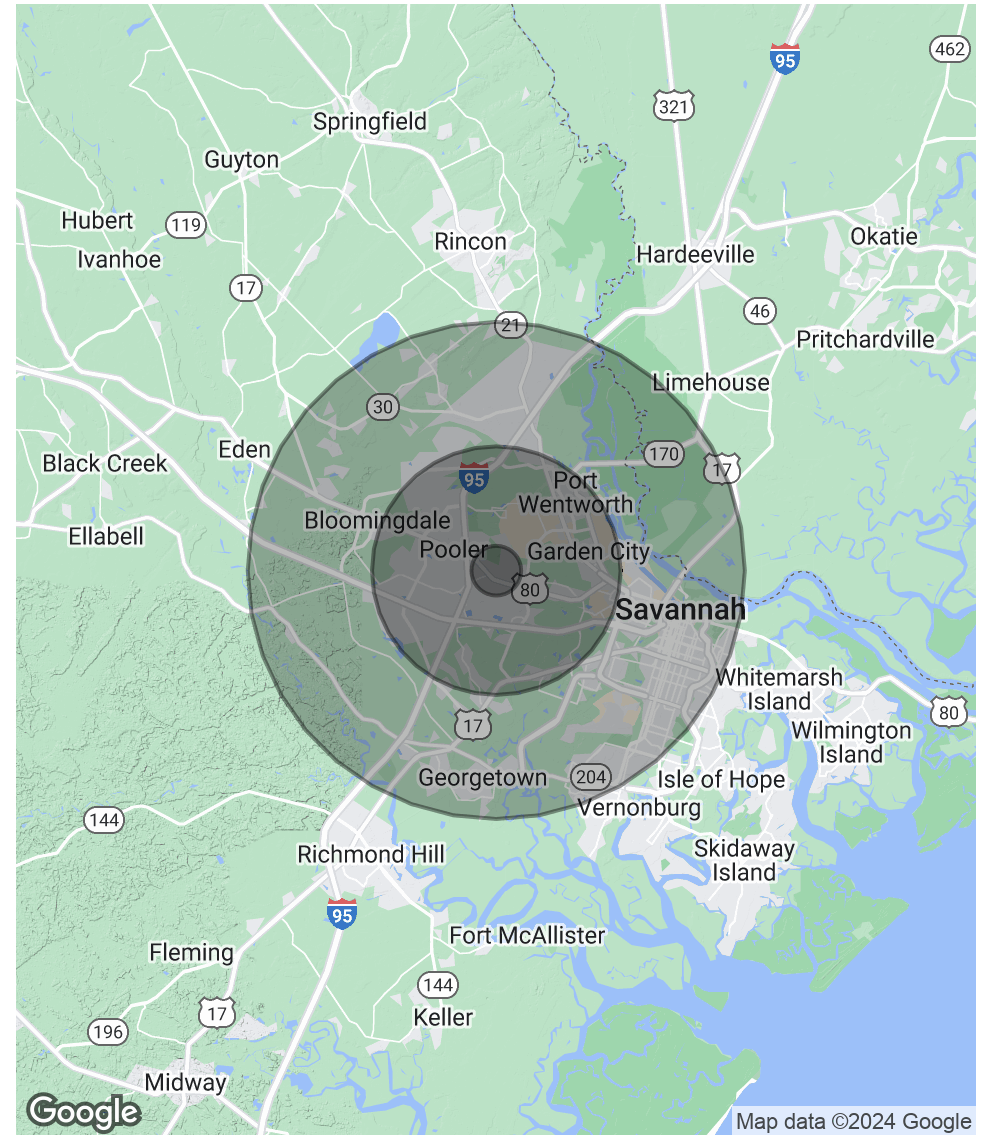 95
462
321
Springfield
Guyton
Hubert
119
Rincon
Okatie
Ivanhoe
Hardeeville
17
46
21
Pritchardville
Limehouse
30
Eden
170
Black Creek
17
95
Port
Wentworth
Bloomingdale
Ellabell
Pooler
Garden City
80
Savannah
Whitemarsh
Island
80
17
Wilmington
Island
Georgetown
204
Isle of Hope
Vernonburg
144
Richmond Hill
Skidaway
Island
95
Fort McAllister
Fleming
144
17
Keller
196
Midway
Google
Map data ©2024 Google